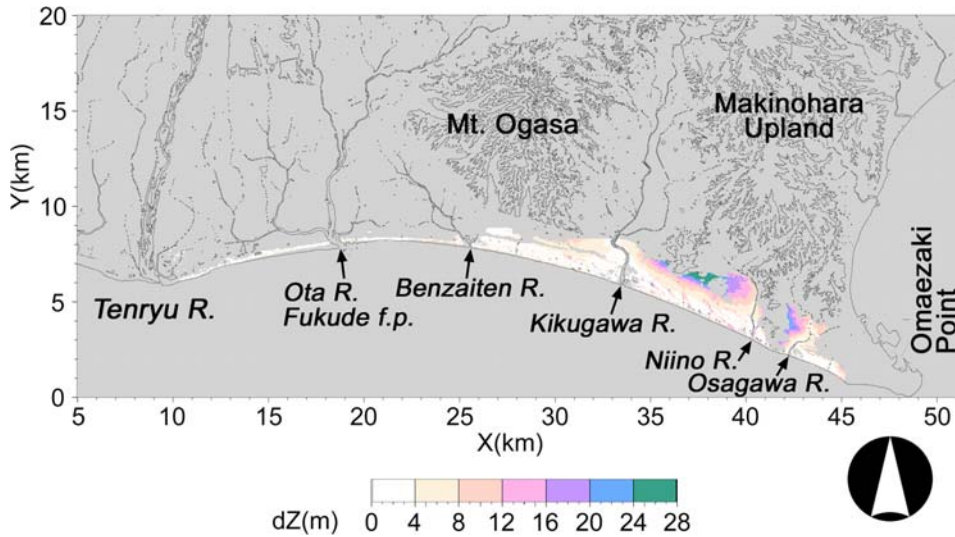 20
15
10
5
0
Y(km)
Mt. Ogasa
Makinohara
Upland
Omaezaki
Point
Tenryu R.
Ota R.
Fukude f.p.
Benzaiten R.
Kikugawa R.
Niino R.
Osagawa R.
5 10 15 20 25 30 35 40 45 50
X(km)
dZ(m) 0 4 8 12 16 20 24 28